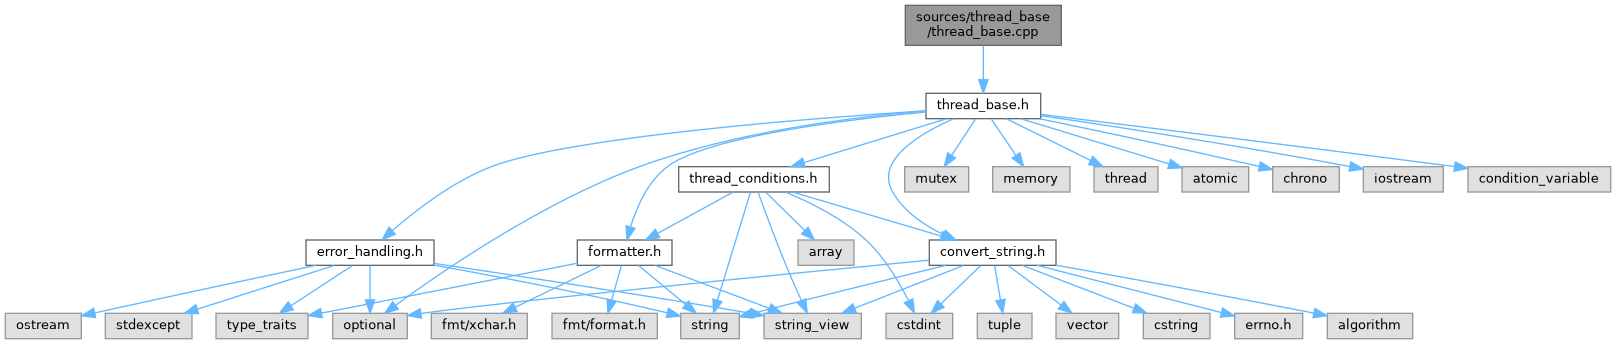 sources/thread_base
/thread_base.cpp
thread_base.h
thread_conditions.h
mutex
memory
thread
atomic
chrono
iostream
condition_variable
error_handling.h
formatter.h
array
convert_string.h
ostream
stdexcept
type_traits
optional
fmt/xchar.h
fmt/format.h
string
string_view
cstdint
tuple
vector
cstring
errno.h
algorithm